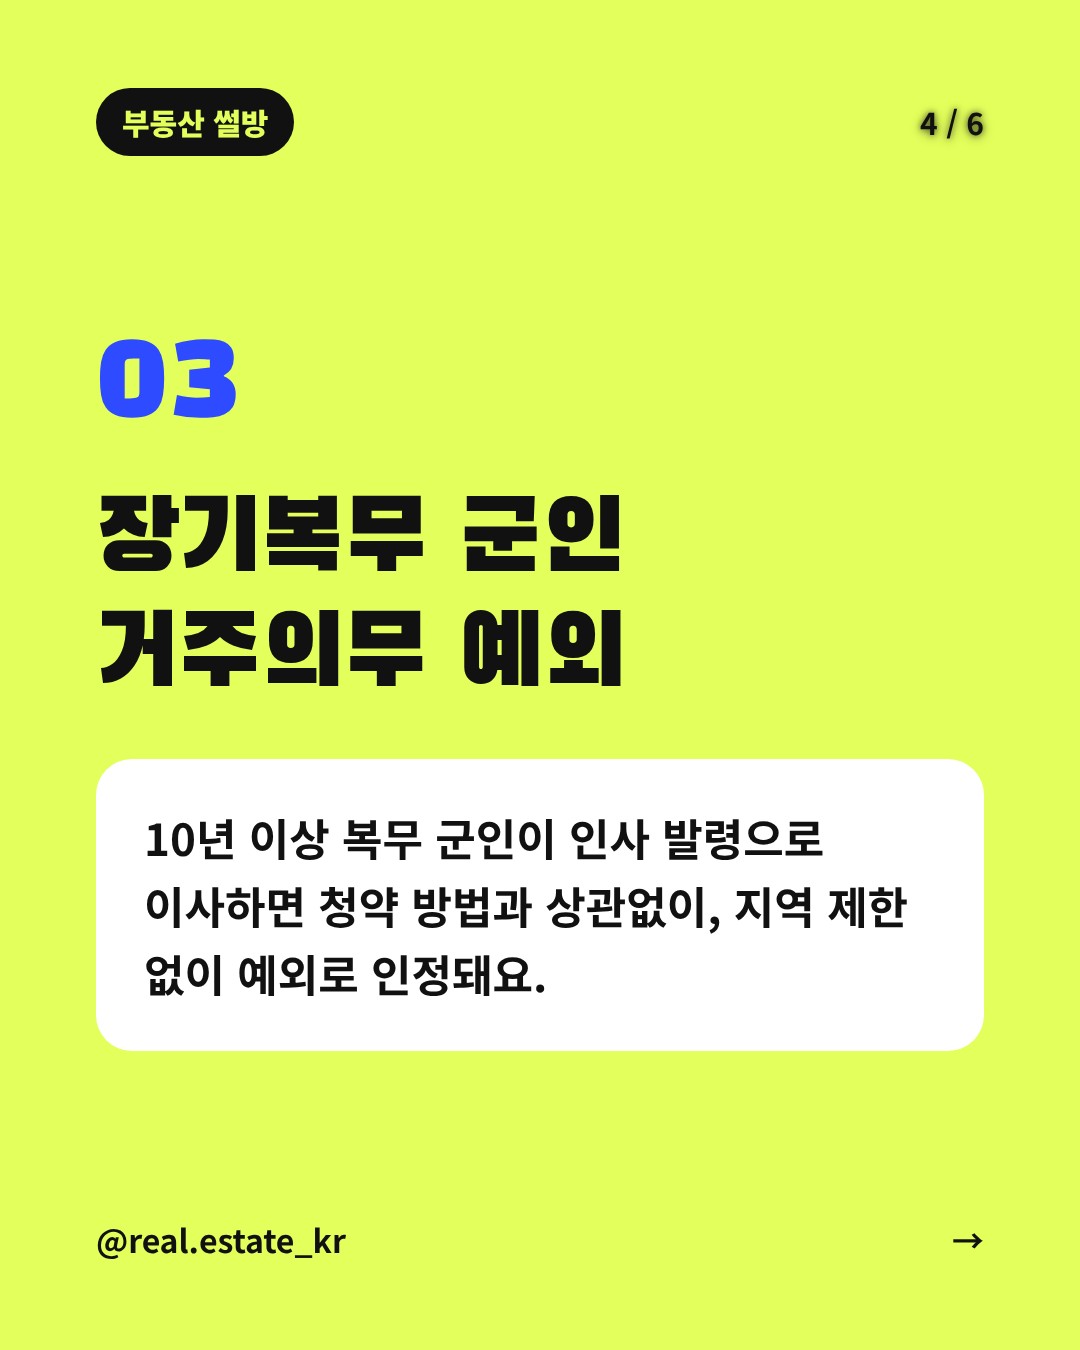 부동산 썰방
4 / 6
03
장기복무 군인
거주의무 예외
10년 이상 복무 군인이 인사 발령으로
이사하면 청약 방법과 상관없이, 지역 제한
없이 예외로 인정돼요.
@real.estate_kr
→